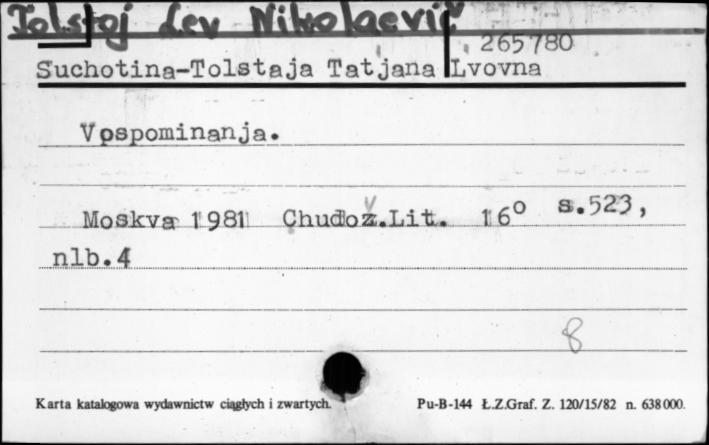 Tolstoj Lev Nikolaevič
265780
Suchotina-Tolstaja Tatjana Lvovna
Vospominanja.
Moskva 1981 Chudož.Lit. 16° s.523,
nlb.4
8
Karta katalogowa wydawnictw ciągłych i zwartych. Pu-B-144 Ł.Z.Graf. Z. 120/15/82 n. 638000.